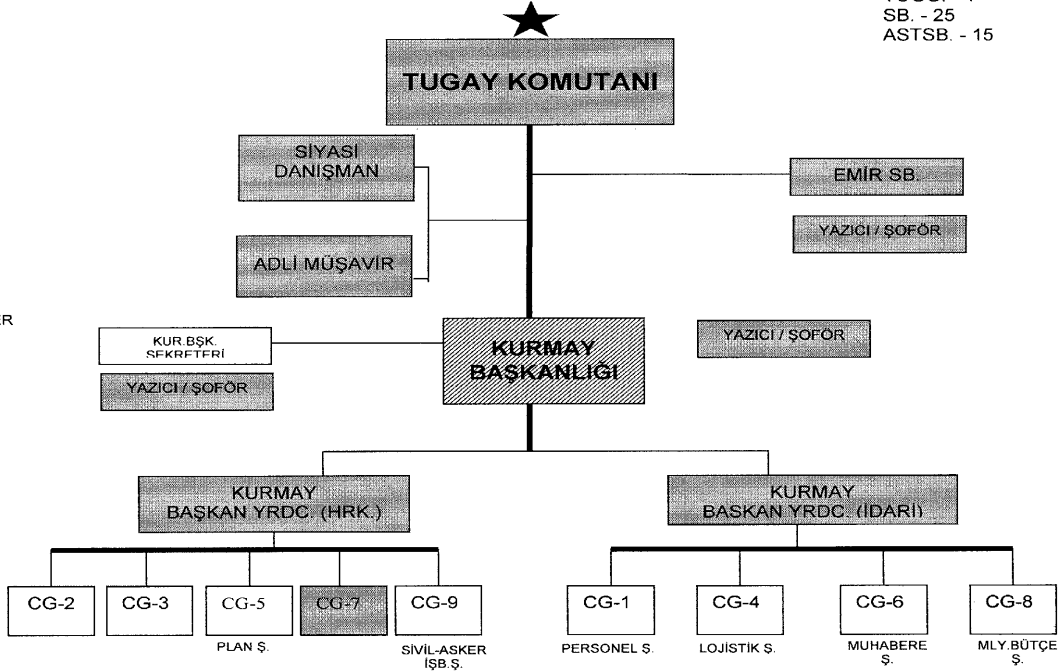 SB. - 25
ASTSB. - 15
TUGAY KOMUTANI
SİYASİ
DANIŞMAN
EMİR SB.
YAZICI / ŞOFÖR
ADLİ MÜŞAVİR
ER
KUR.BŞK.
SEKRETERİ
KURMAY
BAŞKANLIĞI
YAZICI / ŞOFÖR
YAZICI / ŞOFÖR
KURMAY
BAŞKAN YRDC. (HRK.)
KURMAY
BAŞKAN YRDC. (İDARİ)
CG-2
CG-3
CG-5
CG-7
CG-9
CG-1
CG-4
CG-6
CG-8
PLAN Ş.
SİVİL-ASKER
İŞB.Ş.
PERSONEL Ş.
LOJİSTİK Ş.
MUHABERE
Ş.
MLY.BÜTÇE
Ş.